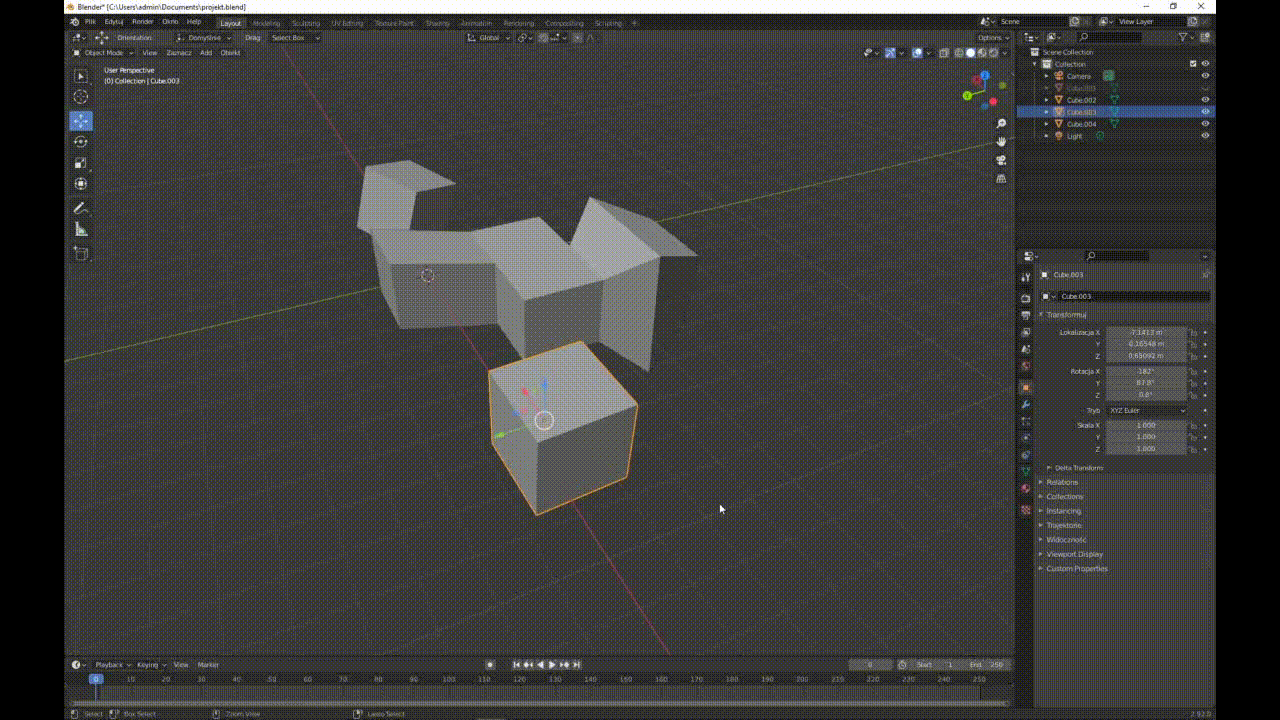 Blender* [C:\Users\admin\Documents\projekt.blend]
Plik Edytuj Render Okno Help Layout Modeling Sculpting UV Editing Texture Paint Shading Animation Rendering Compositing Scripting + Scene View Layer
Orientation: Domyślnie Drag: Select Box Global Options
Object Mode View Zaznacz Add Obiekt
User Perspective
(0) Collection | Cube.003
Scene Collection
Collection
Camera
Cube.001
Cube.002
Cube.003
Cube.004
Light
Cube.003
Cube.003
Transformuj
Lokalizacja X -7.1413 m
Y 0.16548 m
Z 0.65092 m
Rotacja X -182°
Y 87.8°
Z 0.8°
Tryb XYZ Euler
Skala X 1.000
Y 1.000
Z 1.000
Delta Transform
Relations
Collections
Instancing
Trajektorie
Widoczność
Viewport Display
Custom Properties
Playback Keying View Marker 0 Start 1 End 250
0 10 20 30 40 50 60 70 80 90 100 110 120 130 140 150 160 170 180 190 200 210 220 230 240 250
Select Box Select Zoom View Lasso Select 2.92.0